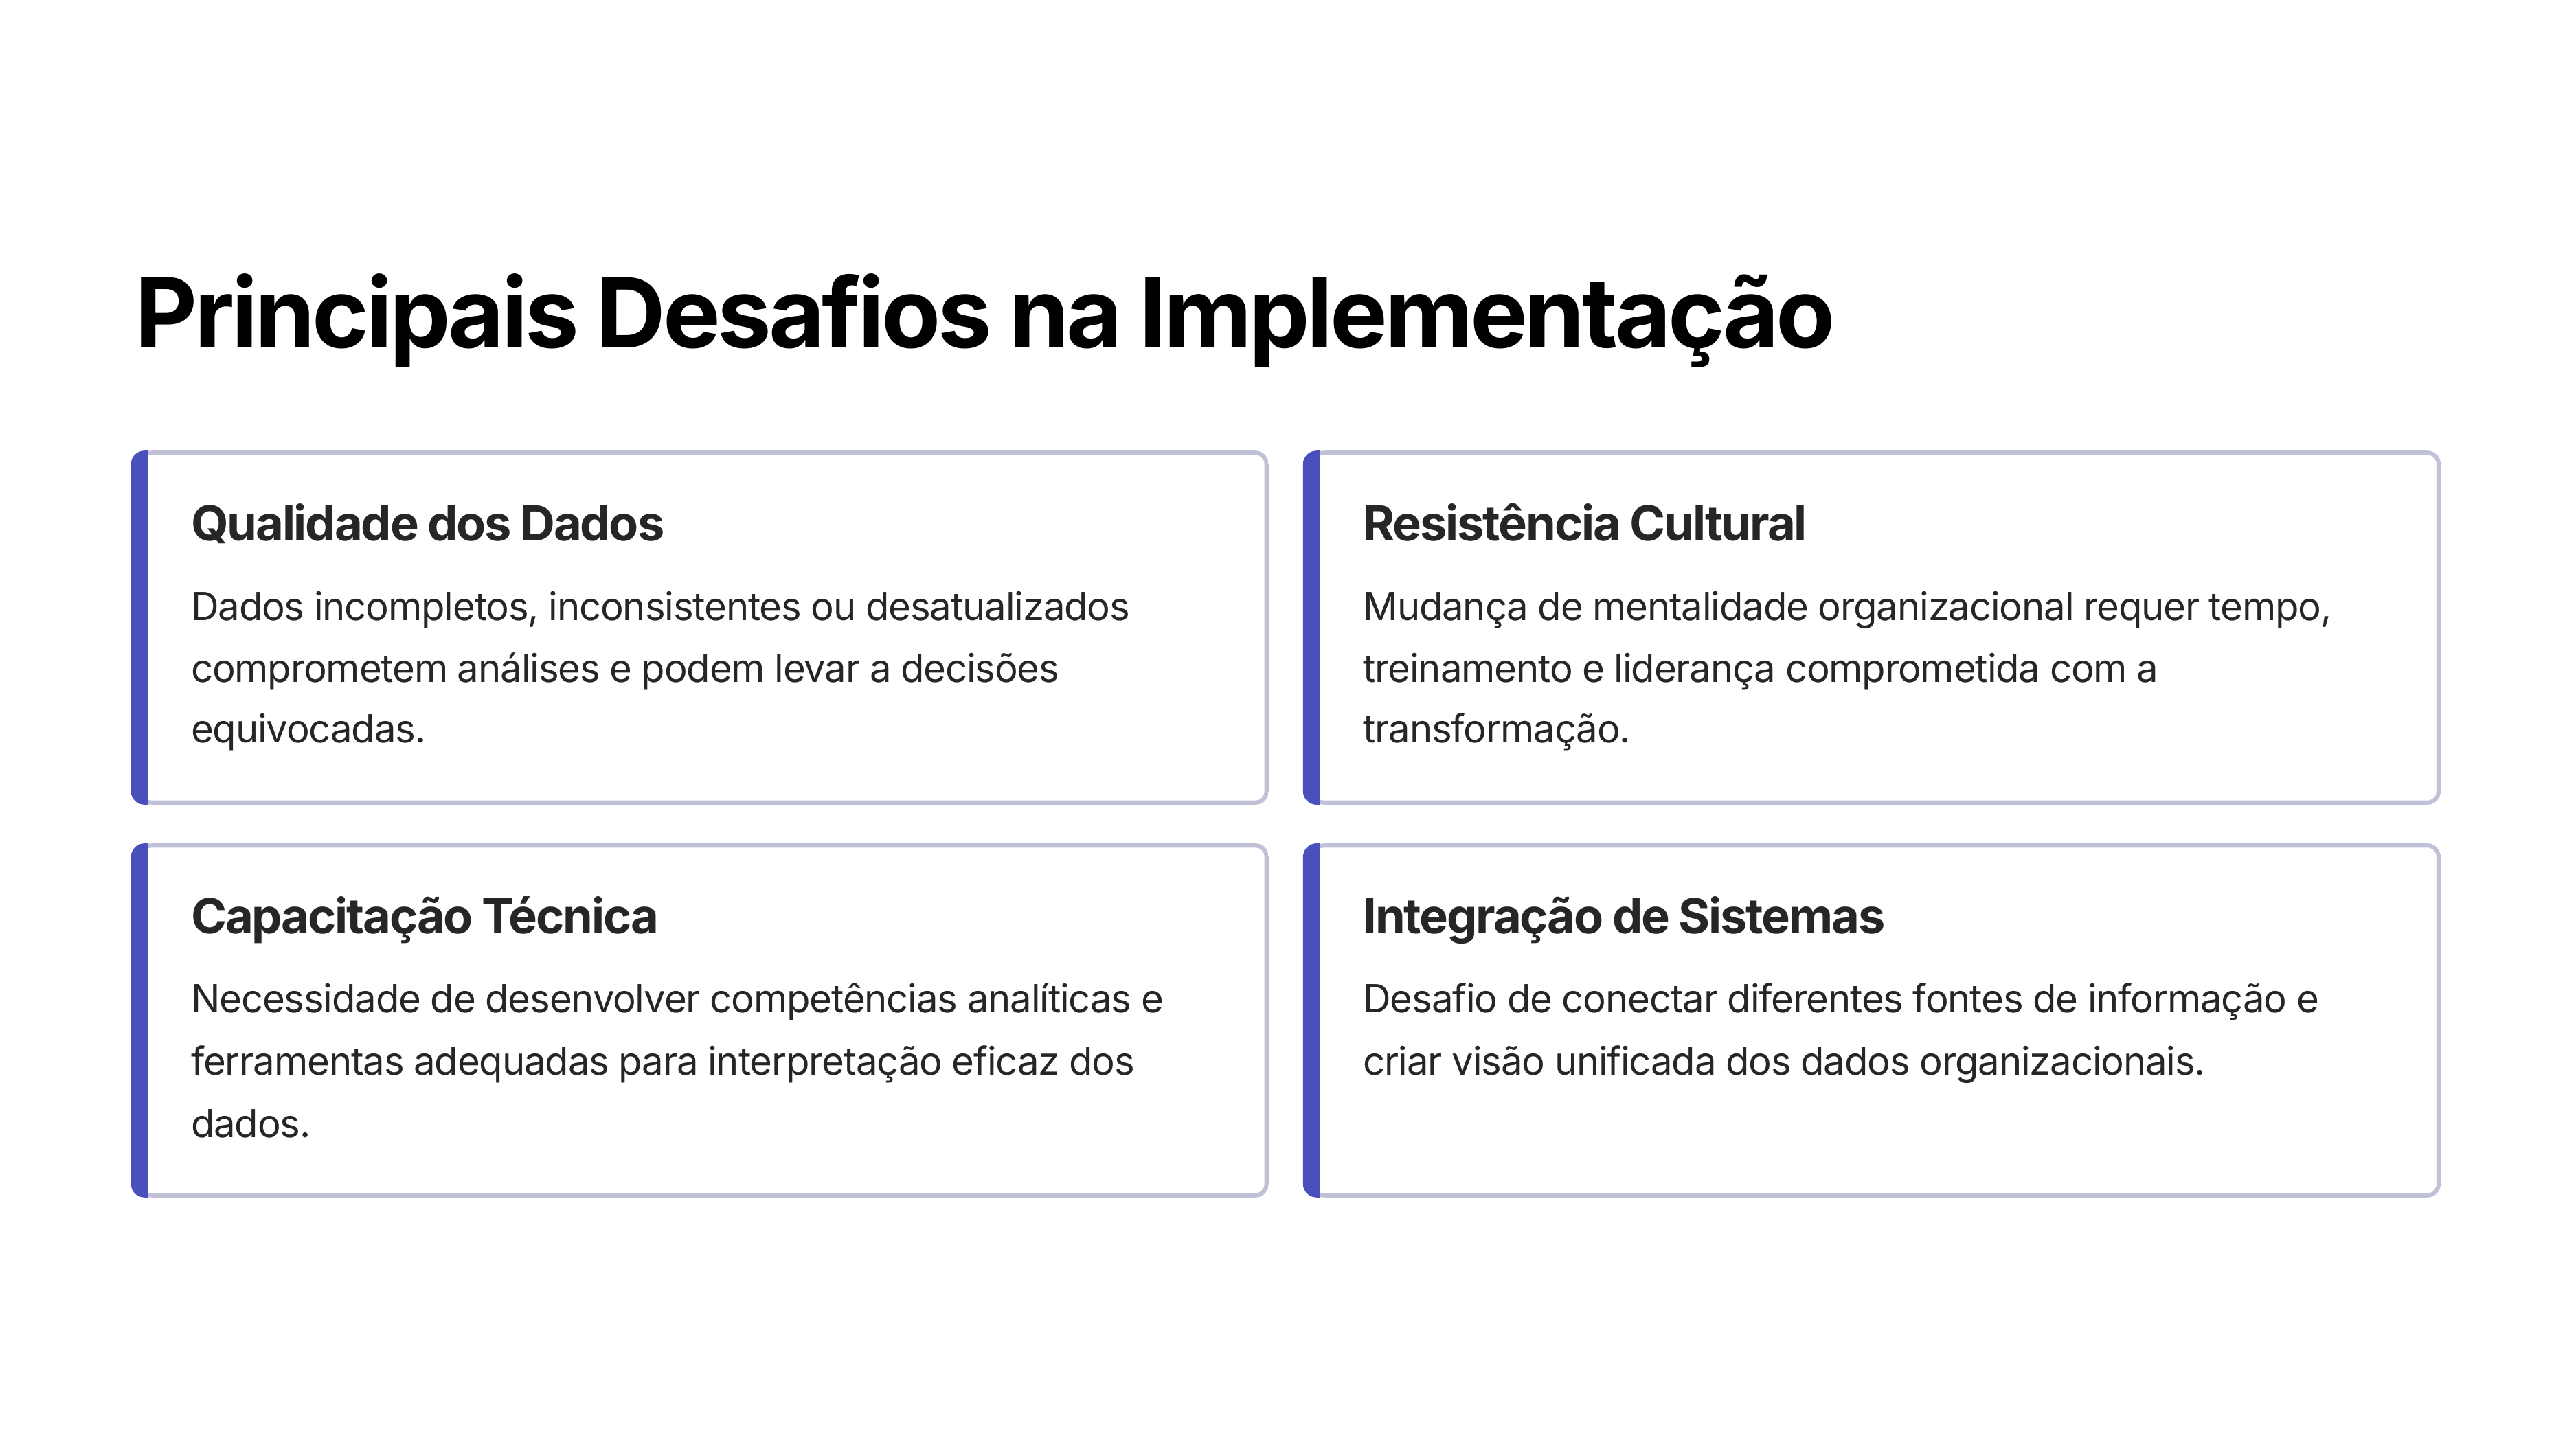 Principais Desafios na Implementação
Qualidade dos Dados
Dados incompletos, inconsistentes ou desatualizados
comprometem análises e podem levar a decisões
equivocadas.
Resistência Cultural
Mudança de mentalidade organizacional requer tempo,
treinamento e liderança comprometida com a
transformação.
Capacitação Técnica
Necessidade de desenvolver competências analíticas e
ferramentas adequadas para interpretação eficaz dos
dados.
Integração de Sistemas
Desafio de conectar diferentes fontes de informação e
criar visão unificada dos dados organizacionais.